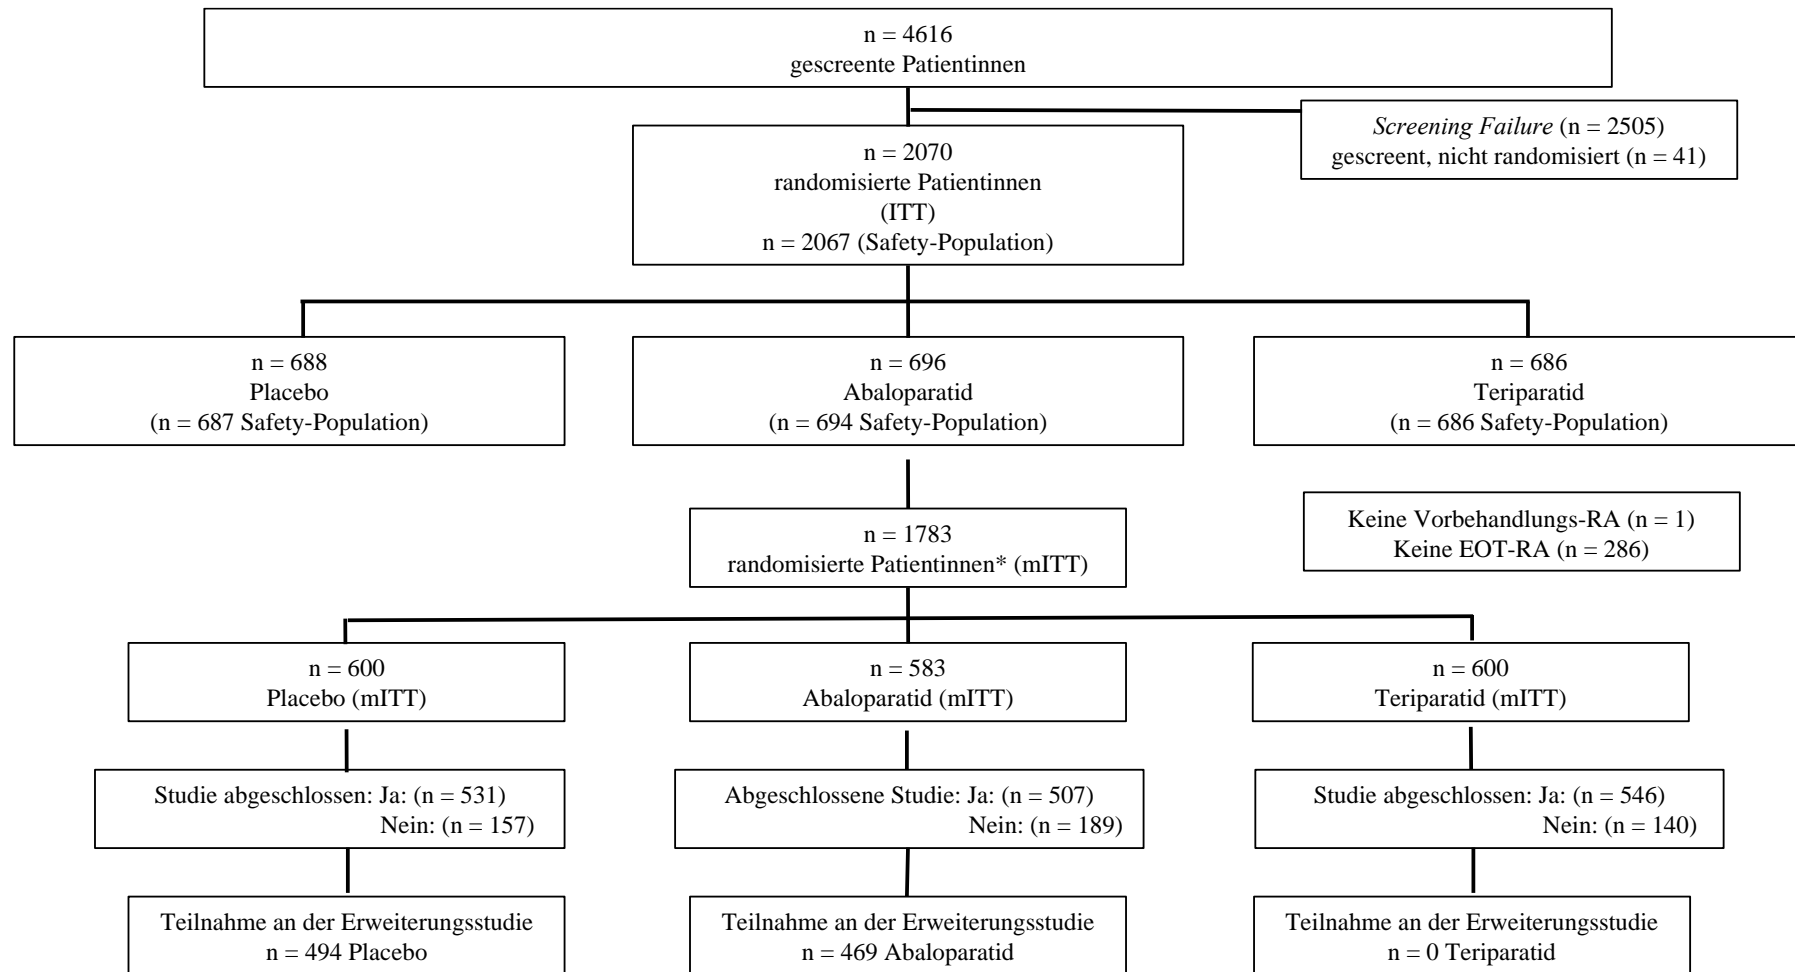 n = 4616
gescreente Patientinnen
Screening Failure (n = 2505)
gescreent, nicht randomisiert (n = 41)
n = 2070
randomisierte Patientinnen
(ITT)
n = 2067 (Safety-Population)
n = 688
Placebo
(n = 687 Safety-Population)
n = 696
Abaloparatid
(n = 694 Safety-Population)
n = 686
Teriparatid
(n = 686 Safety-Population)
Keine Vorbehandlungs-RA (n = 1)
Keine EOT-RA (n = 286)
n = 1783
randomisierte Patientinnen* (mITT)
n = 600
Placebo (mITT)
n = 583
Abaloparatid (mITT)
n = 600
Teriparatid (mITT)
Studie abgeschlossen: Ja: (n = 531)
Nein: (n = 157)
Abgeschlossene Studie: Ja: (n = 507)
Nein: (n = 189)
Studie abgeschlossen: Ja: (n = 546)
Nein: (n = 140)
Teilnahme an der Erweiterungsstudie
n = 494 Placebo
Teilnahme an der Erweiterungsstudie
n = 469 Abaloparatid
Teilnahme an der Erweiterungsstudie
n = 0 Teriparatid